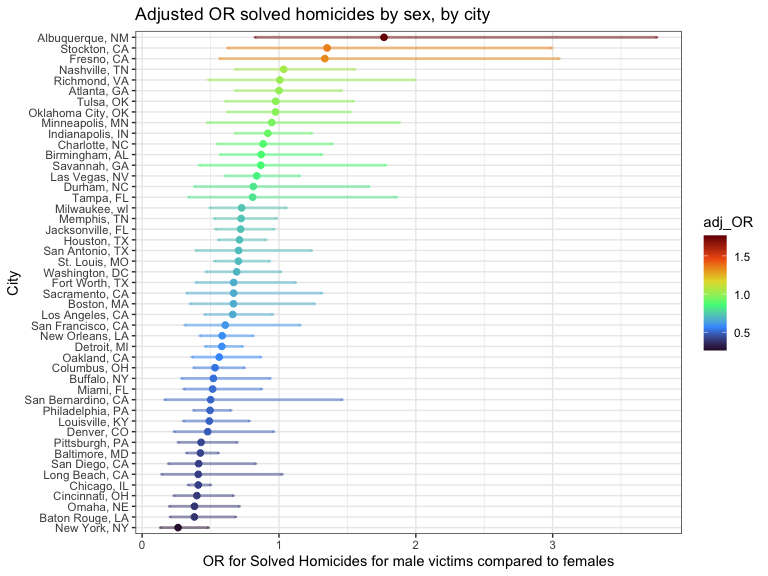 Adjusted OR solved homicides by sex, by city
Albuquerque, NM
Stockton, CA
Fresno, CA
Nashville, TN
Richmond, VA
Atlanta, GA
Tulsa, OK
Oklahoma City, OK
Minneapolis, MN
Indianapolis, IN
Charlotte, NC
Birmingham, AL
Savannah, GA
Las Vegas, NV
Durham, NC
Tampa, FL
Milwaukee, wI
Memphis, TN
Jacksonville, FL
Houston, TX
San Antonio, TX
St. Louis, MO
Washington, DC
Fort Worth, TX
Sacramento, CA
Boston, MA
Los Angeles, CA
San Francisco, CA
New Orleans, LA
Detroit, MI
Oakland, CA
Columbus, OH
Buffalo, NY
Miami, FL
San Bernardino, CA
Philadelphia, PA
Louisville, KY
Denver, CO
Pittsburgh, PA
Baltimore, MD
San Diego, CA
Long Beach, CA
Chicago, IL
Cincinnati, OH
Omaha, NE
Baton Rouge, LA
New York, NY
City
0 1 2 3
OR for Solved Homicides for male victims compared to females
adj_OR
1.5
1.0
0.5